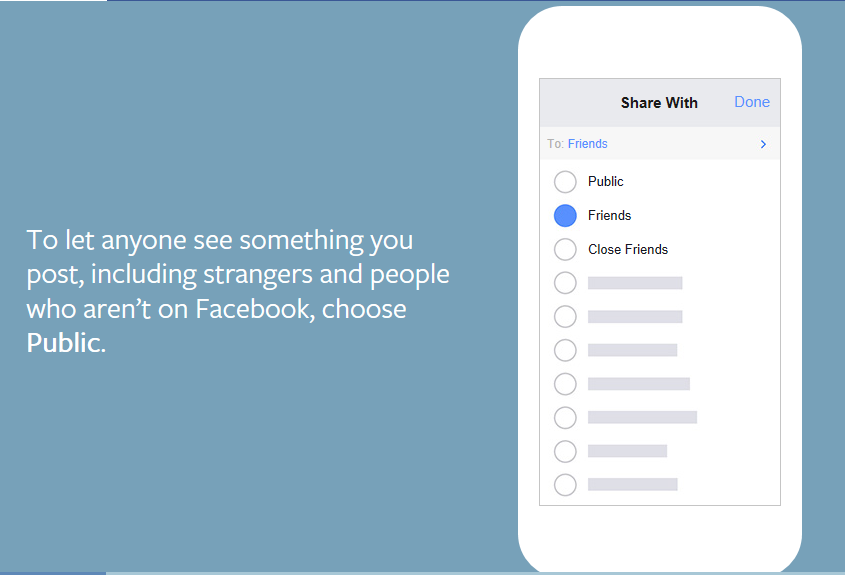 To let anyone see something you
post, including strangers and people
who aren’t on Facebook, choose
Public.
Share With
Done
To: Friends
Public
Friends
Close Friends